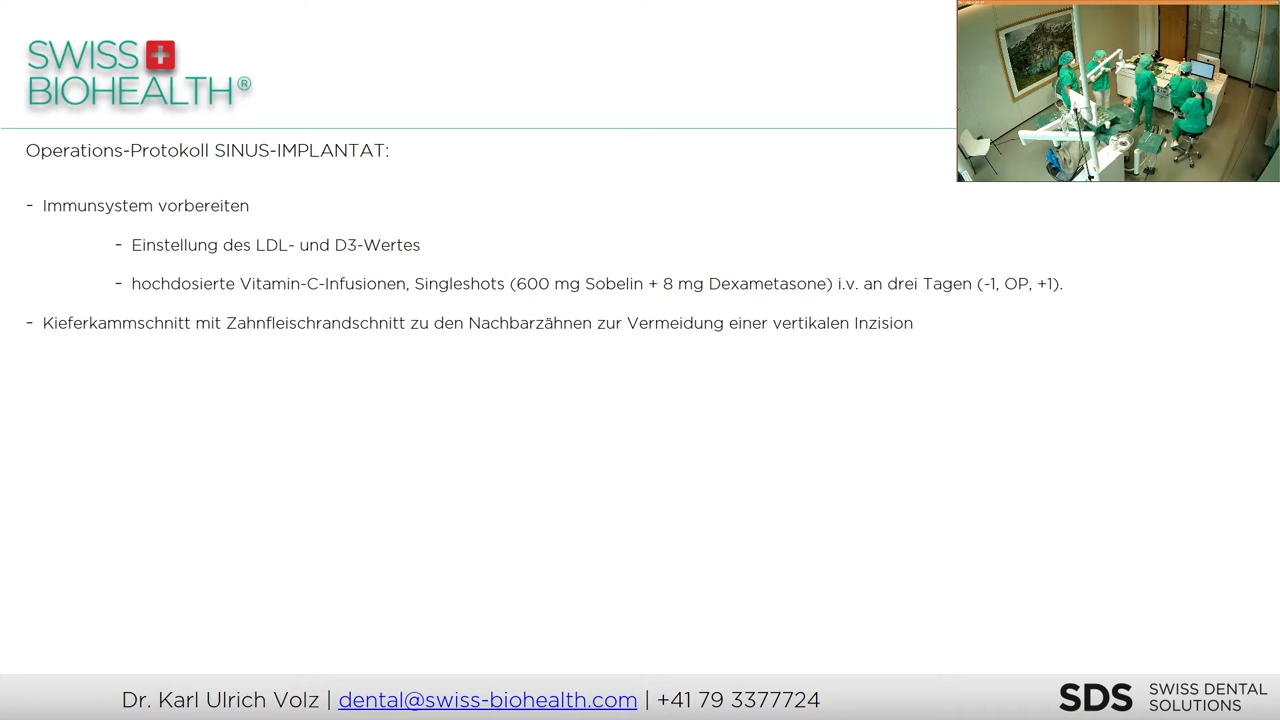 SWISS
BIOHEALTH®
Operations-Protokoll SINUS-IMPLANTAT:
- Immunsystem vorbereiten
- Einstellung des LDL- und D3-Wertes
- hochdosierte Vitamin-C-Infusionen, Singleshots (600 mg Sobelin + 8 mg Dexametasone) i.v. an drei Tagen (-1, OP, +1).
- Kieferkammschnitt mit Zahnfleischrandschnitt zu den Nachbarzähnen zur Vermeidung einer vertikalen Inzision
Dr. Karl Ulrich Volz | dental@swiss-biohealth.com | +41 79 3377724
SDS SWISS DENTAL
SOLUTIONS